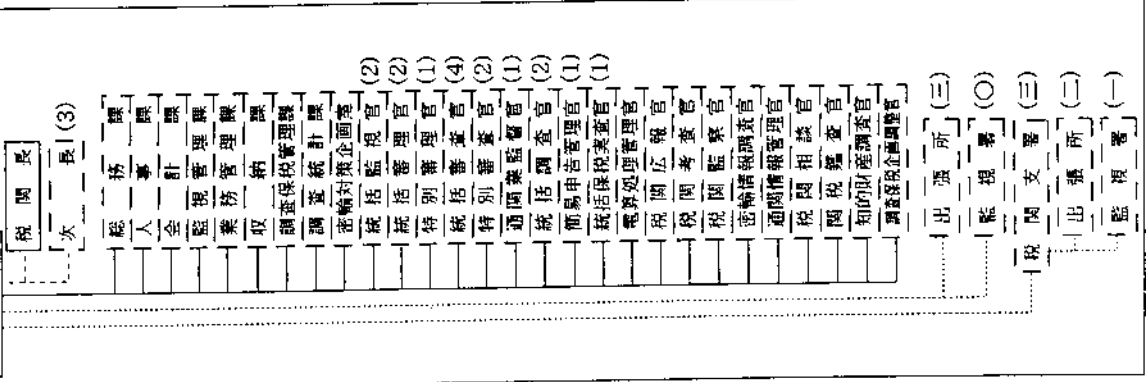 税関長
次長 (3)
総務課
人事課
会計課
監視管理課
業務管理課
収納課
調査保税管理課
調査統計課
密輸対策企画室
統括監視官 (2)
統括審理官 (2)
特別審理官 (1)
統括審査官 (4)
特別審査官 (2)
通関業監督官 (1)
統括調査官 (2)
簡易申告管理官 (1)
統括保税実査官 (1)
電算処理管理官
税関広報官
税関考査官
税関監察官
密輸情報調査官
通関情報管理官
税関相談官
関税鑑査官
知的財産調査官
調査保税企画調整官
出張所 (三)
監視署 (〇)
税関支署 (三)
出張所 (二)
監視署 (一)